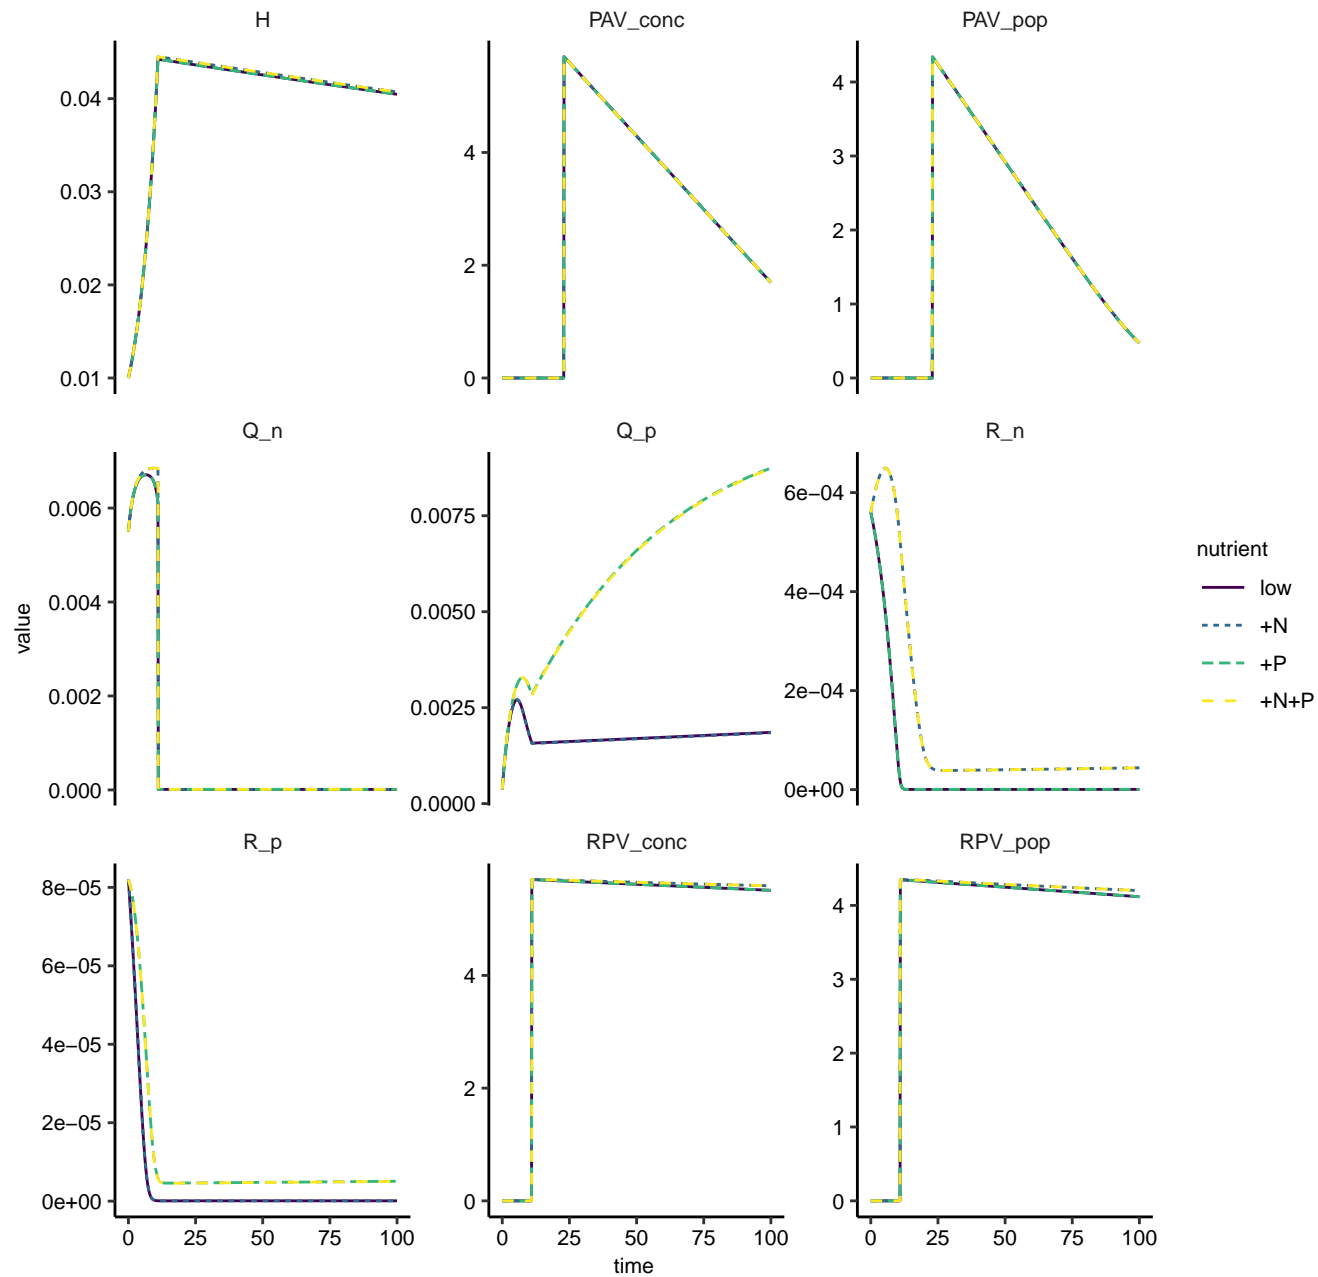 H
PAV_conc
PAV_pop
0.04
0.03
0.02
0.01
4
2
0
4
3
2
1
0
Q_n
Q_p
R_n
0.006
0.004
0.002
0.000
0.0075
0.0050
0.0025
0.0000
6e−04
4e−04
2e−04
0e+00
value
nutrient
low
+N
+P
+N+P
R_p
RPV_conc
RPV_pop
8e−05
6e−05
4e−05
2e−05
0e+00
4
2
0
4
3
2
1
0
0 25 50 75 100
0 25 50 75 100
0 25 50 75 100
time